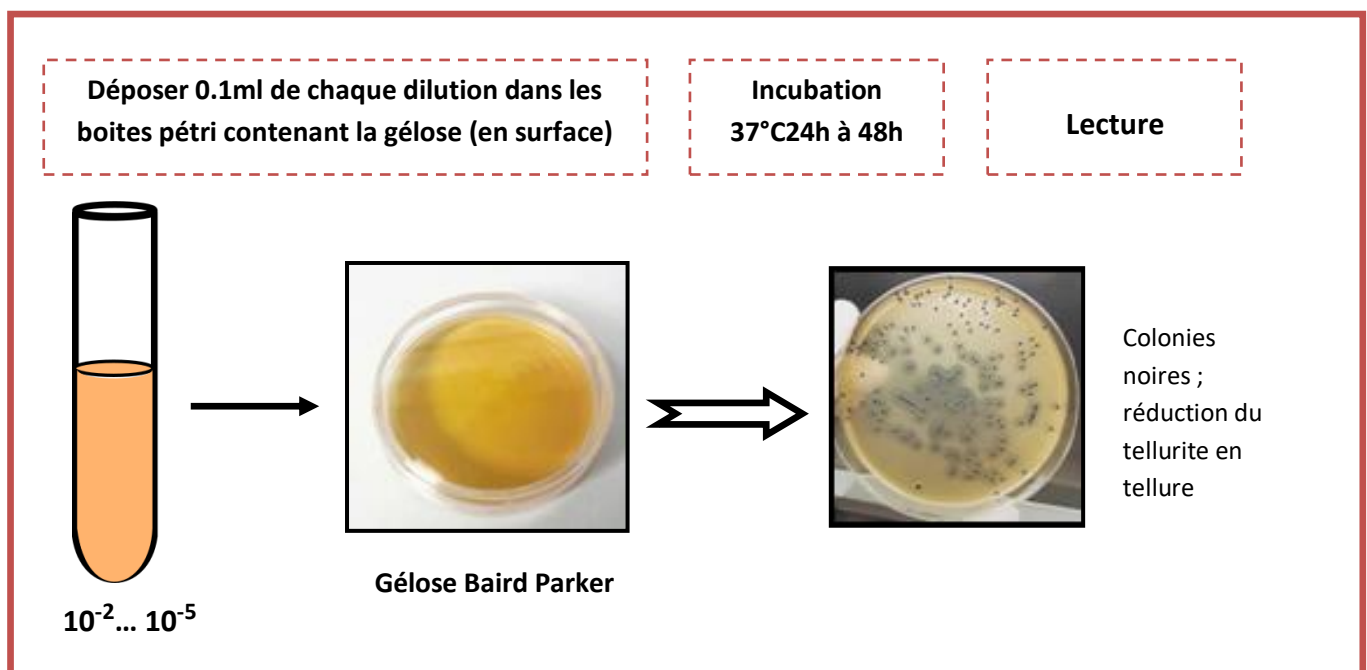 Déposer 0.1ml de chaque dilution dans les
boites pétri contenant la gélose (en surface)
Incubation
37°C24h à 48h
Lecture
Colonies
noires ;
réduction du
tellurite en
tellure
Gélose Baird Parker
10⁻²... 10⁻⁵